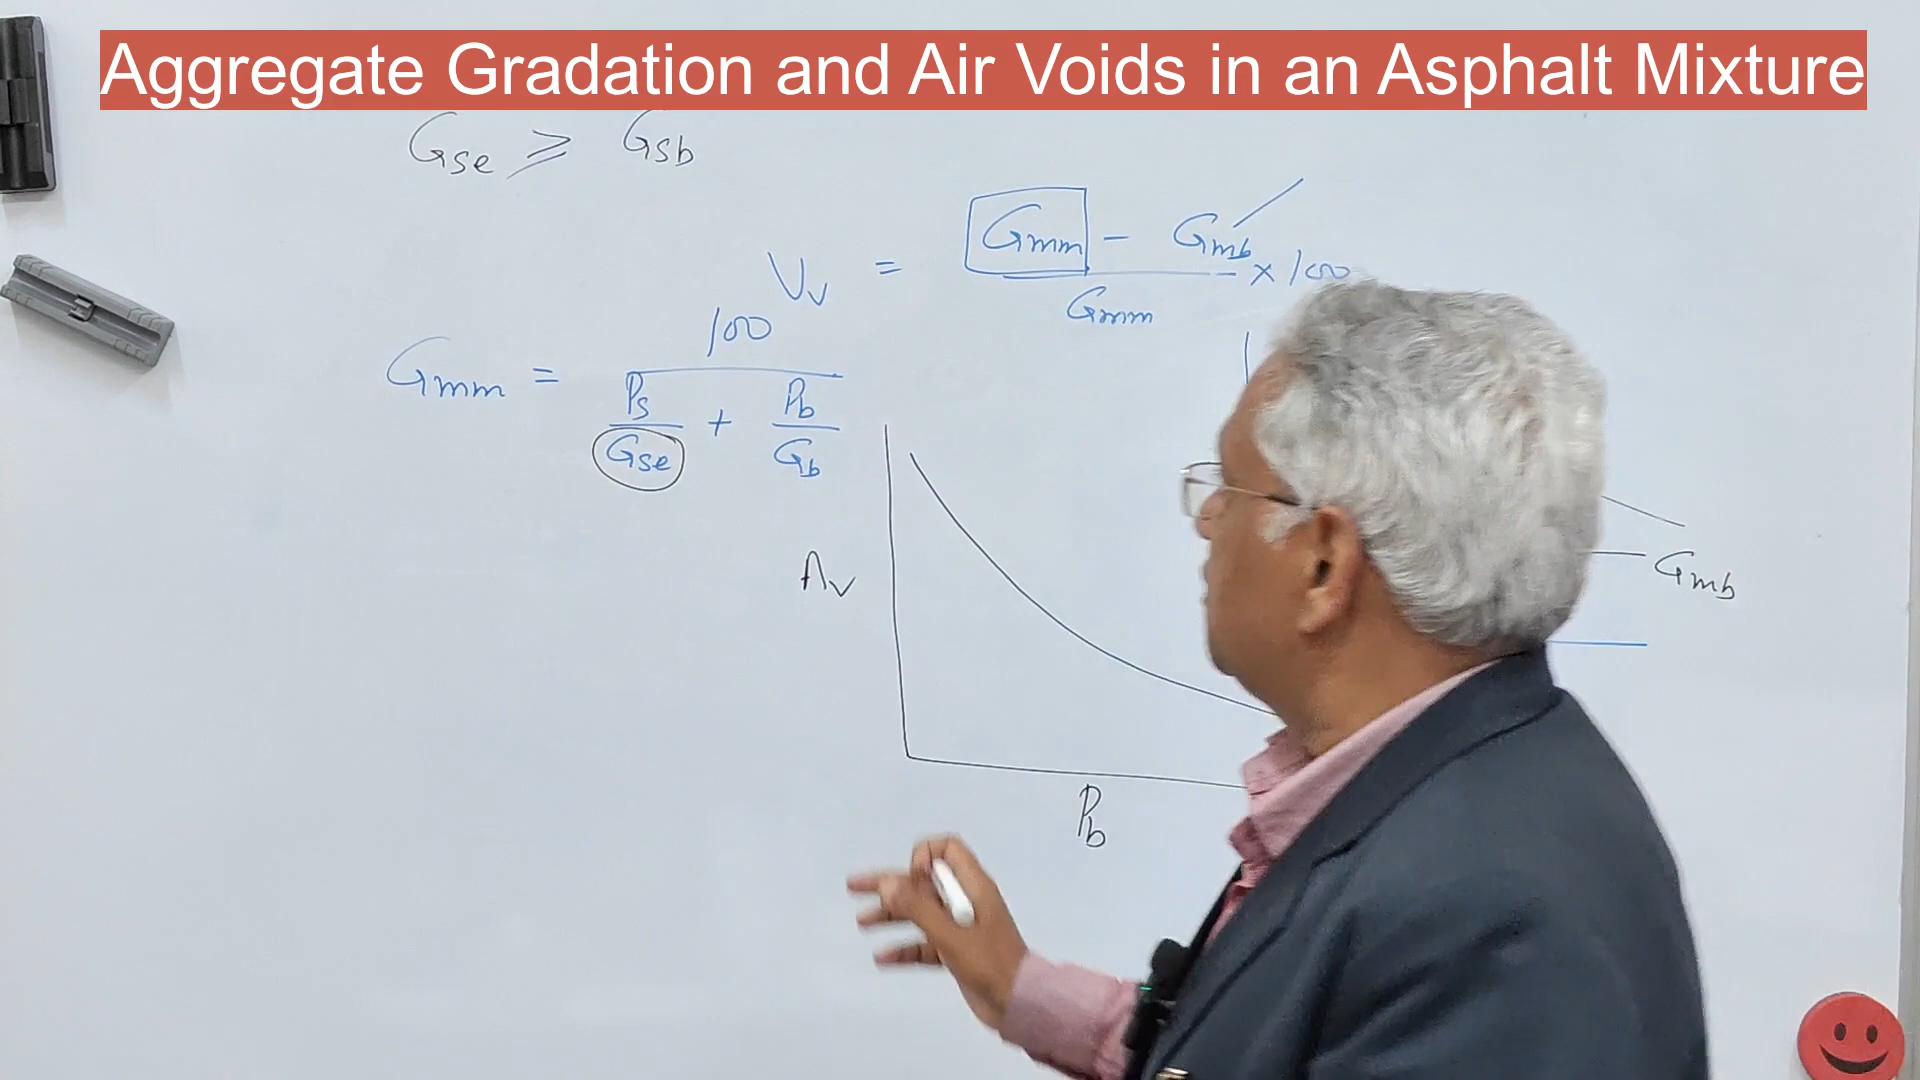 Aggregate Gradation and Air Voids in an Asphalt Mixture
Gse ≥ Gsb
Vv = Gmm - Gmb × 100
Gmm
Gmm = 100
Ps + Pb
Gse Gb
Av
Gmb
Pb